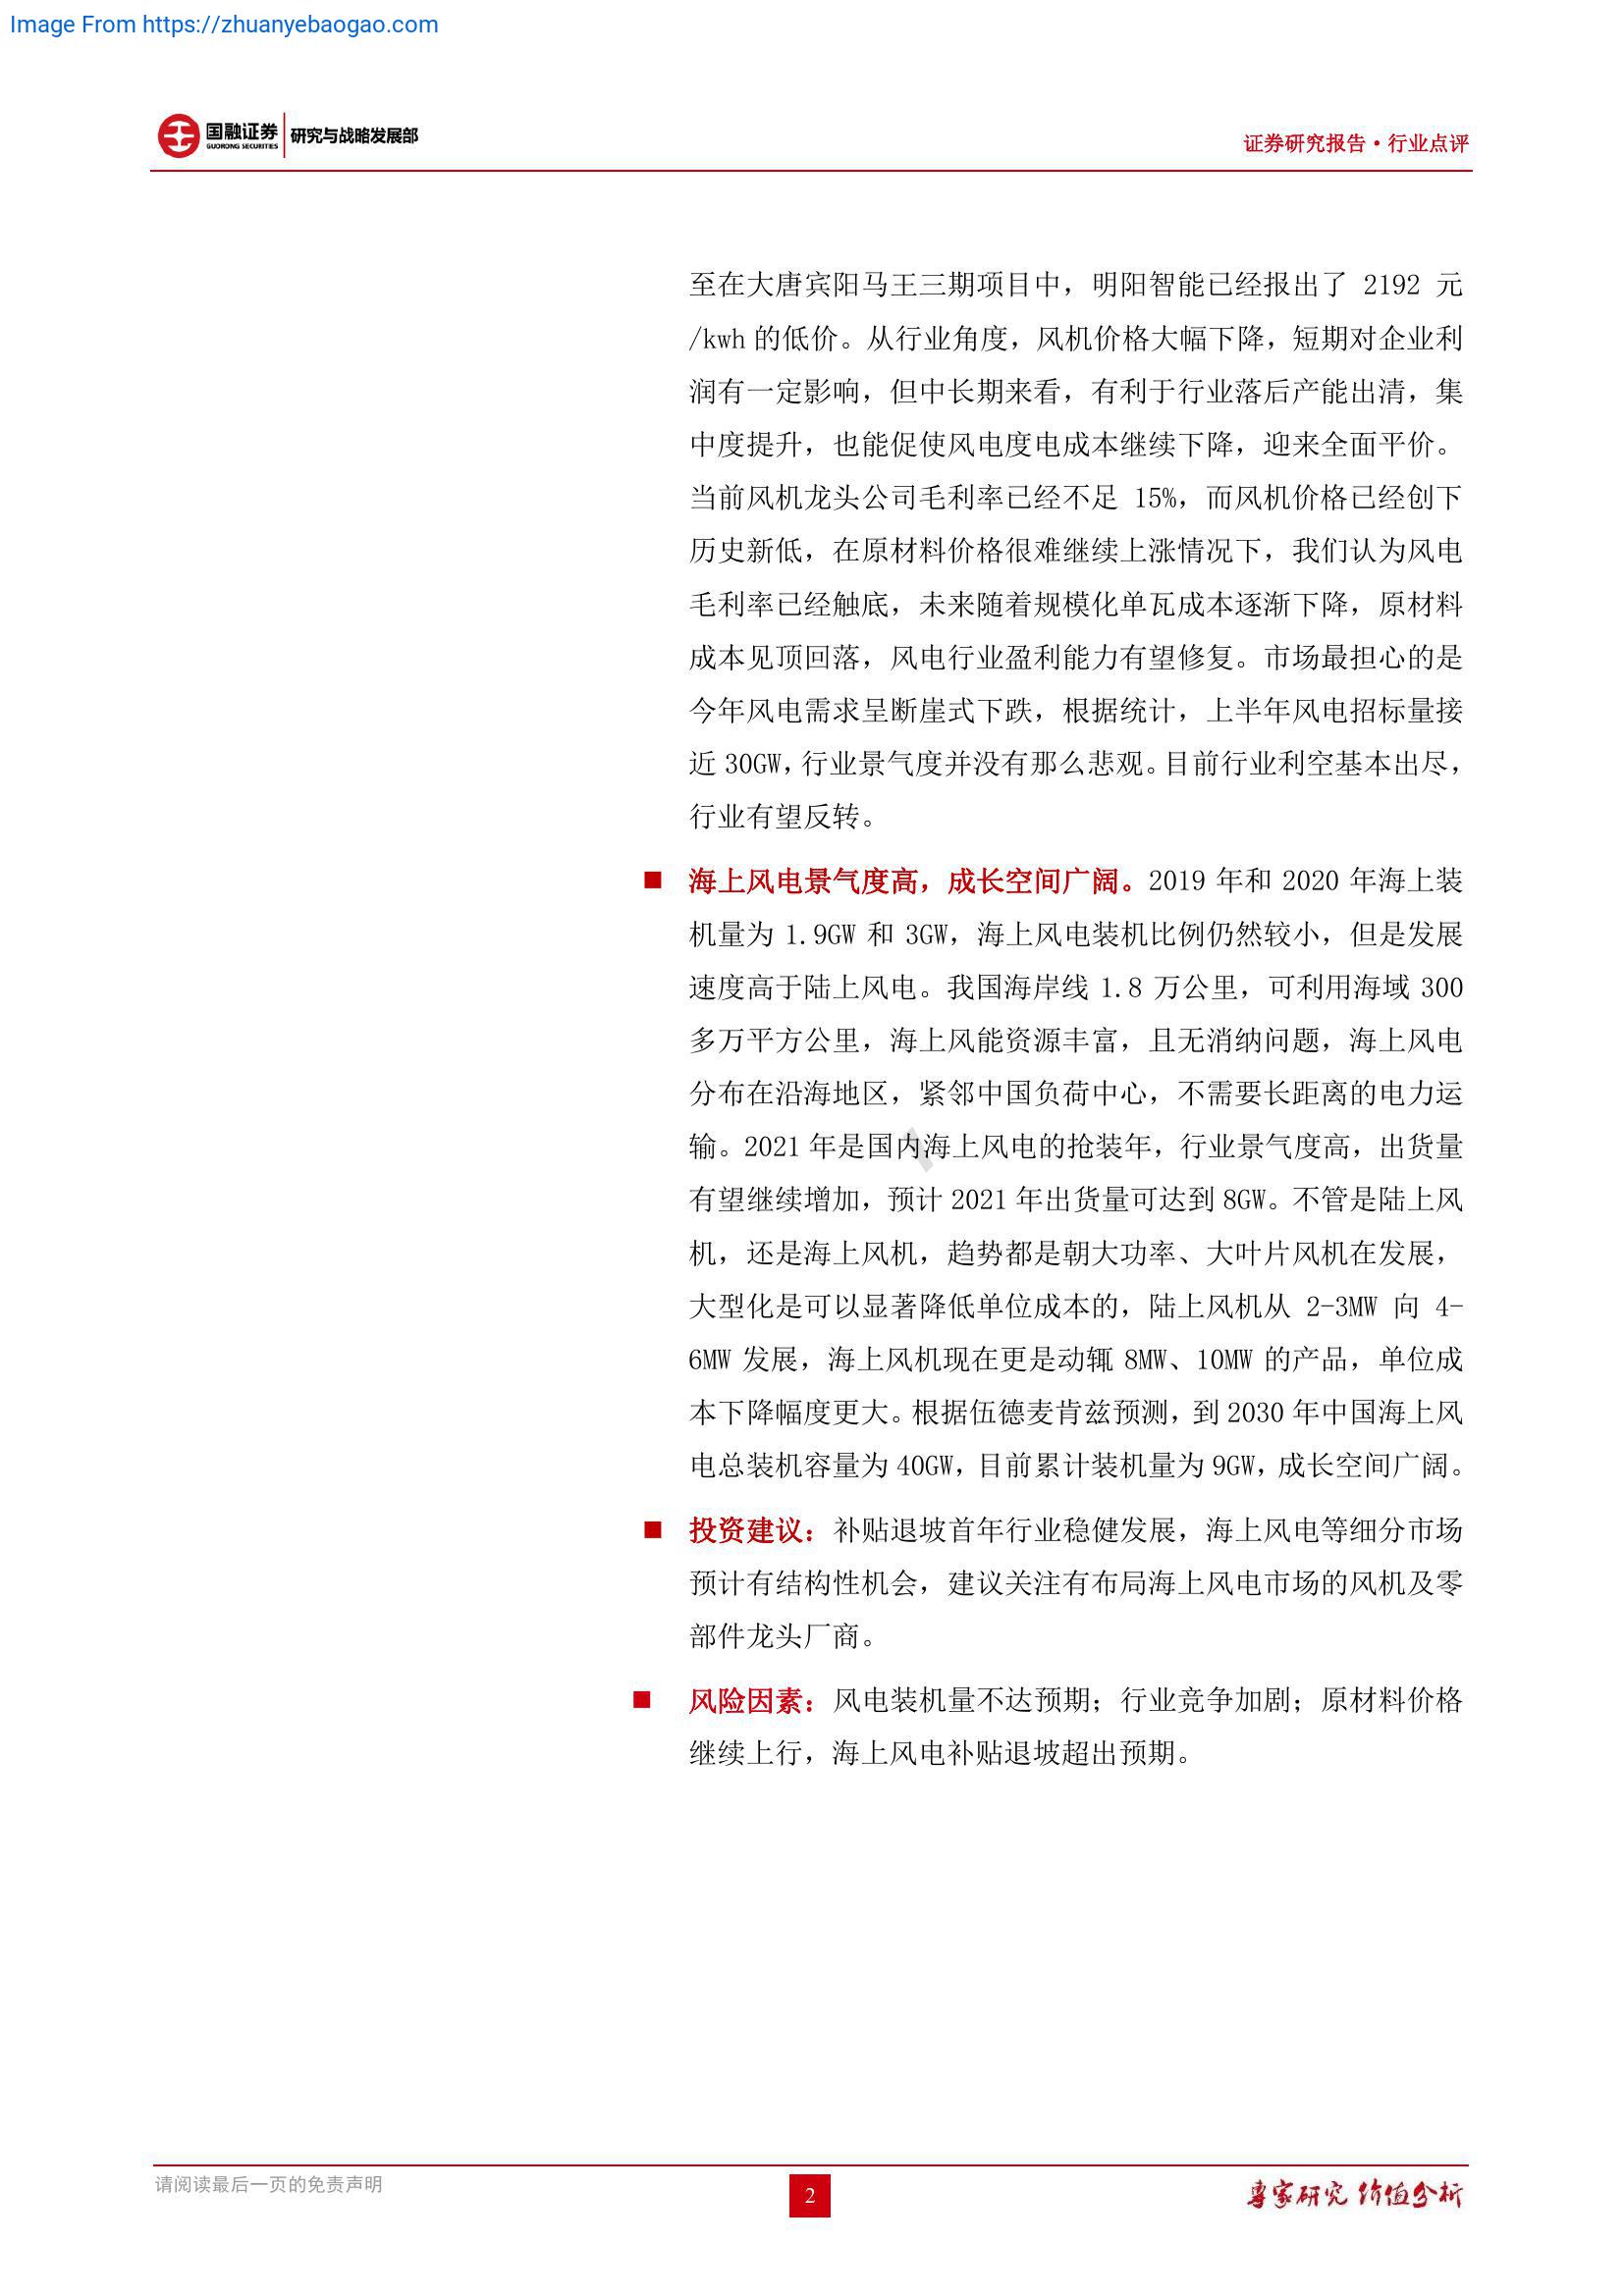 Image From https://zhuanyebaogao.com
国融证券
GUORONG SECURITIES
研究与战略发展部
证券研究报告·行业点评
至在大唐宾阳马王三期项目中，明阳智能已经报出了 2192 元
/kwh 的低价。从行业角度，风机价格大幅下降，短期对企业利
润有一定影响，但中长期来看，有利于行业落后产能出清，集
中度提升，也能促使风电度电成本继续下降，迎来全面平价。
当前风机龙头公司毛利率已经不足 15%，而风机价格已经创下
历史新低，在原材料价格很难继续上涨情况下，我们认为风电
毛利率已经触底，未来随着规模化单瓦成本逐渐下降，原材料
成本见顶回落，风电行业盈利能力有望修复。市场最担心的是
今年风电需求呈断崖式下跌，根据统计，上半年风电招标量接
近 30GW，行业景气度并没有那么悲观。目前行业利空基本出尽，
行业有望反转。
■ 海上风电景气度高，成长空间广阔。2019 年和 2020 年海上装
机量为 1.9GW 和 3GW，海上风电装机比例仍然较小，但是发展
速度高于陆上风电。我国海岸线 1.8 万公里，可利用海域 300
多万平方公里，海上风能资源丰富，且无消纳问题，海上风电
分布在沿海地区，紧邻中国负荷中心，不需要长距离的电力运
输。2021 年是国内海上风电的抢装年，行业景气度高，出货量
有望继续增加，预计 2021 年出货量可达到 8GW。不管是陆上风
机，还是海上风机，趋势都是朝大功率、大叶片风机在发展，
大型化是可以显著降低单位成本的，陆上风机从 2-3MW 向 4-
6MW 发展，海上风机现在更是动辄 8MW、10MW 的产品，单位成
本下降幅度更大。根据伍德麦肯兹预测，到 2030 年中国海上风
电总装机容量为 40GW，目前累计装机量为 9GW，成长空间广阔。
■ 投资建议：补贴退坡首年行业稳健发展，海上风电等细分市场
预计有结构性机会，建议关注有布局海上风电市场的风机及零
部件龙头厂商。
■ 风险因素：风电装机量不达预期；行业竞争加剧；原材料价格
继续上行，海上风电补贴退坡超出预期。
请阅读最后一页的免责声明
2
专家研究 价值分析